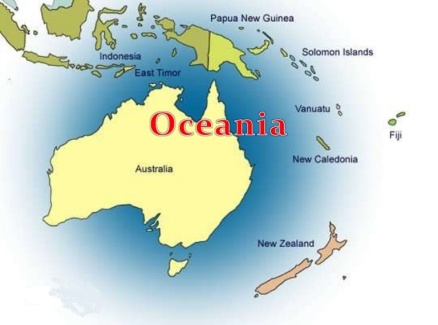 Papua New Guinea
Indonesia
Solomon Islands
East Timor
Vanuatu
Oceania
Fiji
New Caledonia
Australia
New Zealand